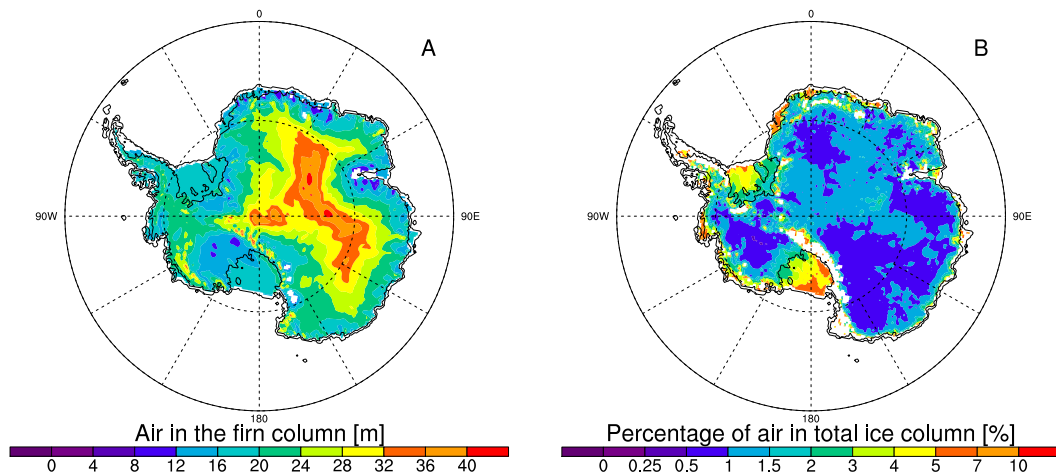 0
A
90W
90E
180
Air in the firn column [m]
0 4 8 12 16 20 24 28 32 36 40
0
B
90W
90E
180
Percentage of air in total ice column [%]
0 0.25 0.5 1 1.5 2 3 4 5 7 10